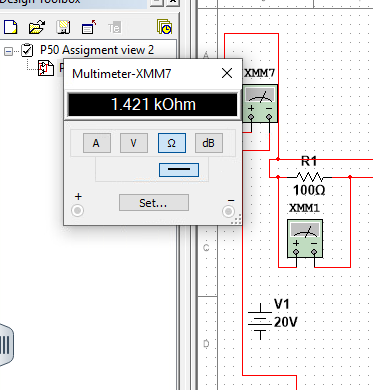 Design Toolbox
P50 Assigment view 2
P
Multimeter-XMM7
1.421 kOhm
A V Ω dB
+ Set... −
XMM7
R1
100Ω
XMM1
V1
20V
A
C
D